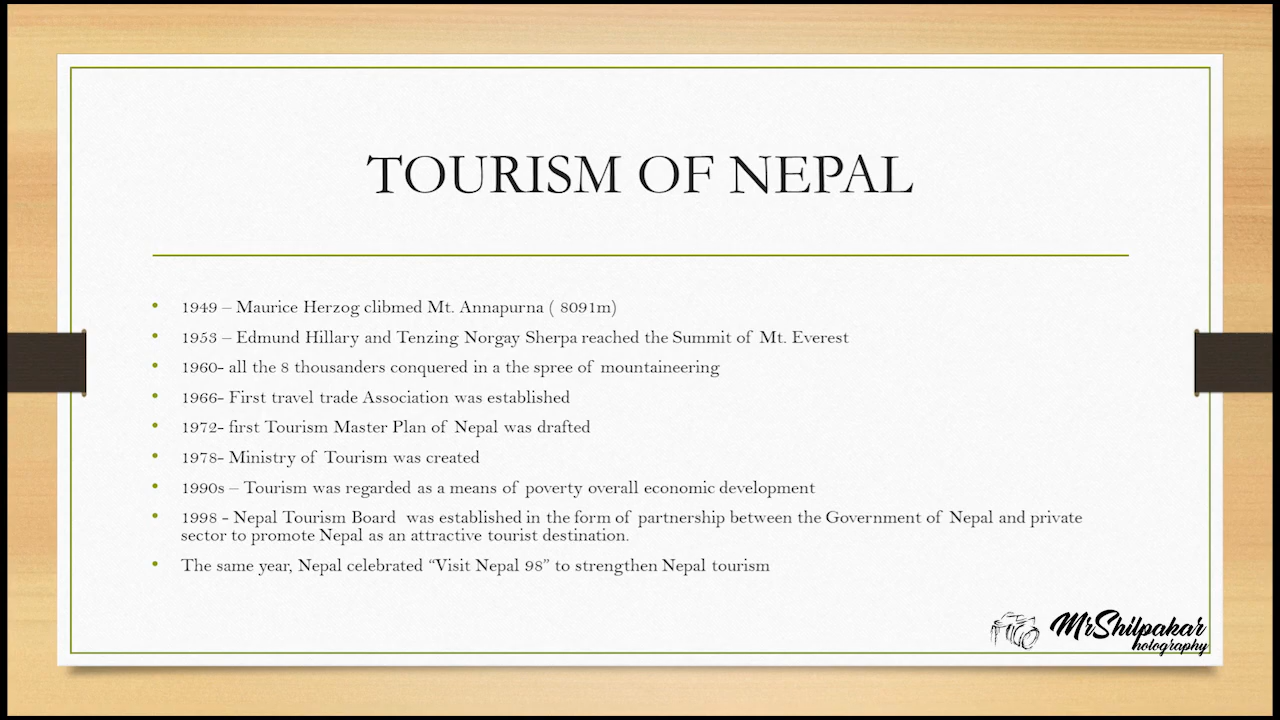 TOURISM OF NEPAL
• 1949 – Maurice Herzog clibmed Mt. Annapurna ( 8091m)
• 1953 – Edmund Hillary and Tenzing Norgay Sherpa reached the Summit of Mt. Everest
• 1960- all the 8 thousanders conquered in a the spree of mountaineering
• 1966- First travel trade Association was established
• 1972- first Tourism Master Plan of Nepal was drafted
• 1978- Ministry of Tourism was created
• 1990s – Tourism was regarded as a means of poverty overall economic development
• 1998 - Nepal Tourism Board was established in the form of partnership between the Government of Nepal and private
sector to promote Nepal as an attractive tourist destination.
• The same year, Nepal celebrated “Visit Nepal 98” to strengthen Nepal tourism
MrShilpakar
hotography